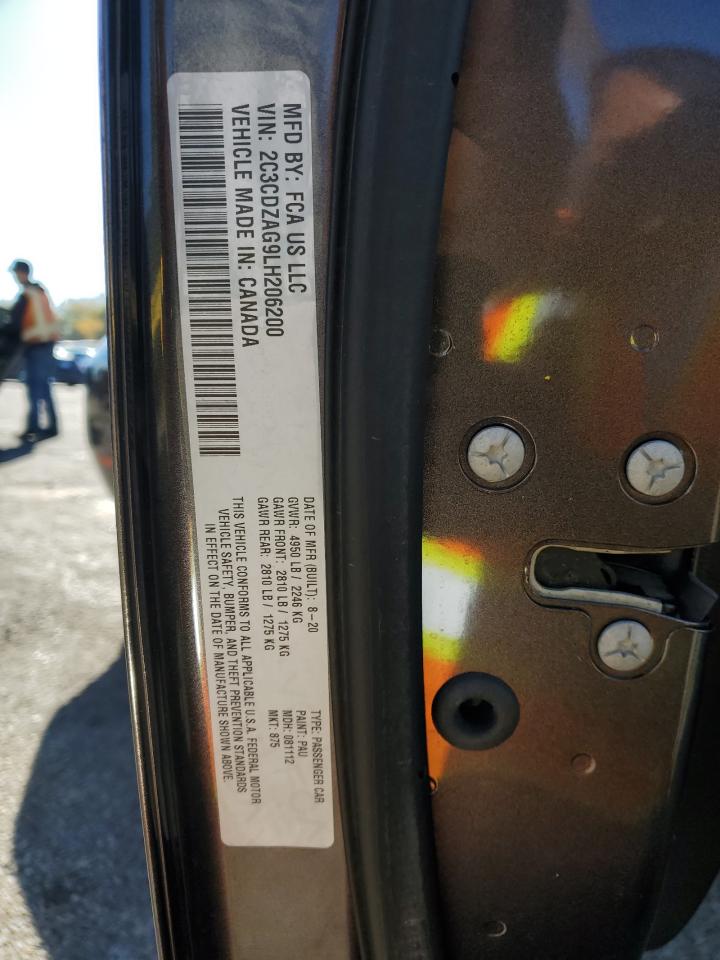 MFD BY: FCA US LLC
VIN: 2C3CDZAG9LH206200
VEHICLE MADE IN: CANADA
DATE OF MFR (BUILT): 8-20
GVWR: 4950 LB / 2246 KG
GAWR FRONT: 2810 LB / 1275 KG
GAWR REAR: 2810 LB / 1275 KG
TYPE: PASSENGER CAR
PAINT: PAU
MDH: 081112
MKT: 875
THIS VEHICLE CONFORMS TO ALL APPLICABLE U.S.A. FEDERAL MOTOR
VEHICLE SAFETY, BUMPER, AND THEFT PREVENTION STANDARDS
IN EFFECT ON THE DATE OF MANUFACTURE SHOWN ABOVE.